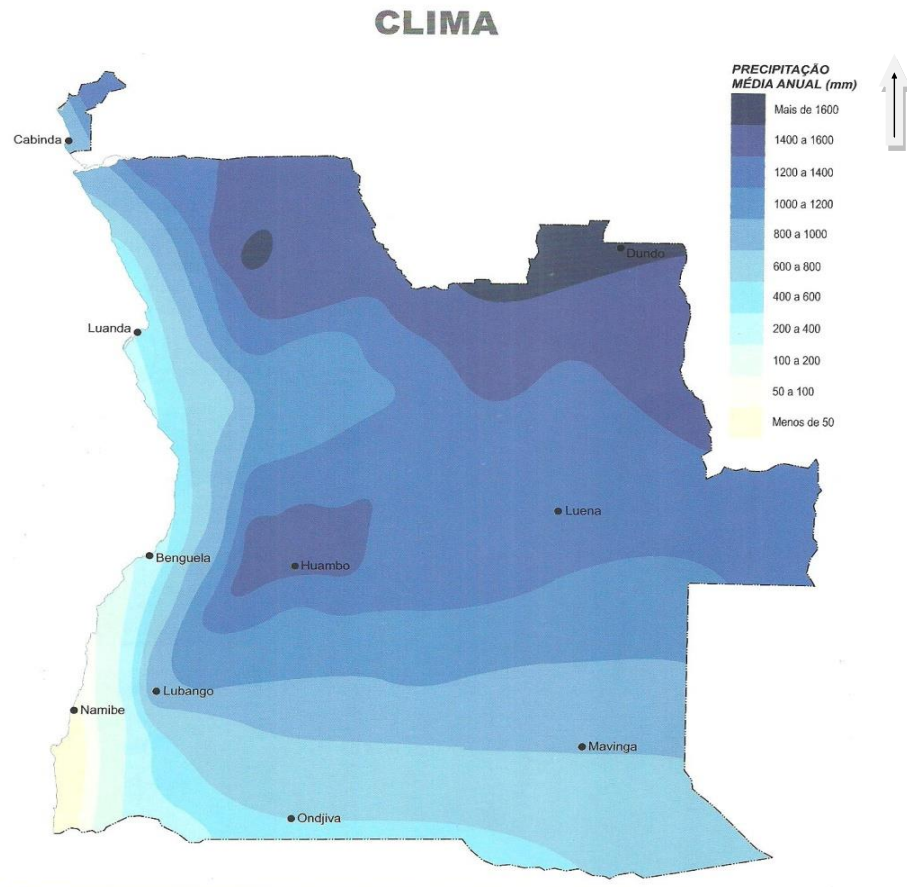 CLIMA
PRECIPITAÇÃO
MÉDIA ANUAL (mm)
Mais de 1600
1400 a 1600
1200 a 1400
1000 a 1200
800 a 1000
600 a 800
400 a 600
200 a 400
100 a 200
50 a 100
Menos de 50
Cabinda
Dundo
Luanda
Luena
Benguela
Huambo
Lubango
Namibe
Mavinga
Ondjiva